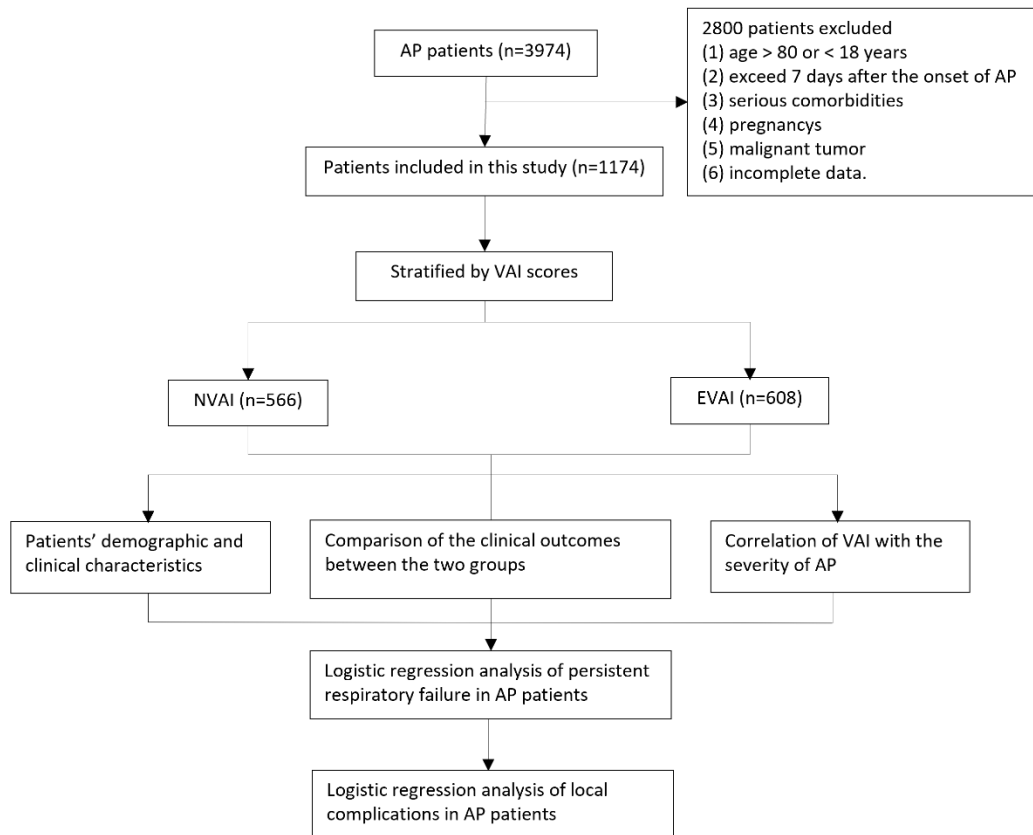 AP patients (n=3974)
2800 patients excluded
(1) age > 80 or < 18 years
(2) exceed 7 days after the onset of AP
(3) serious comorbidities
(4) pregnancys
(5) malignant tumor
(6) incomplete data.
Patients included in this study (n=1174)
Stratified by VAI scores
NVAI (n=566)
EVAI (n=608)
Patients’ demographic and
clinical characteristics
Comparison of the clinical outcomes
between the two groups
Correlation of VAI with the
severity of AP
Logistic regression analysis of persistent
respiratory failure in AP patients
Logistic regression analysis of local
complications in AP patients